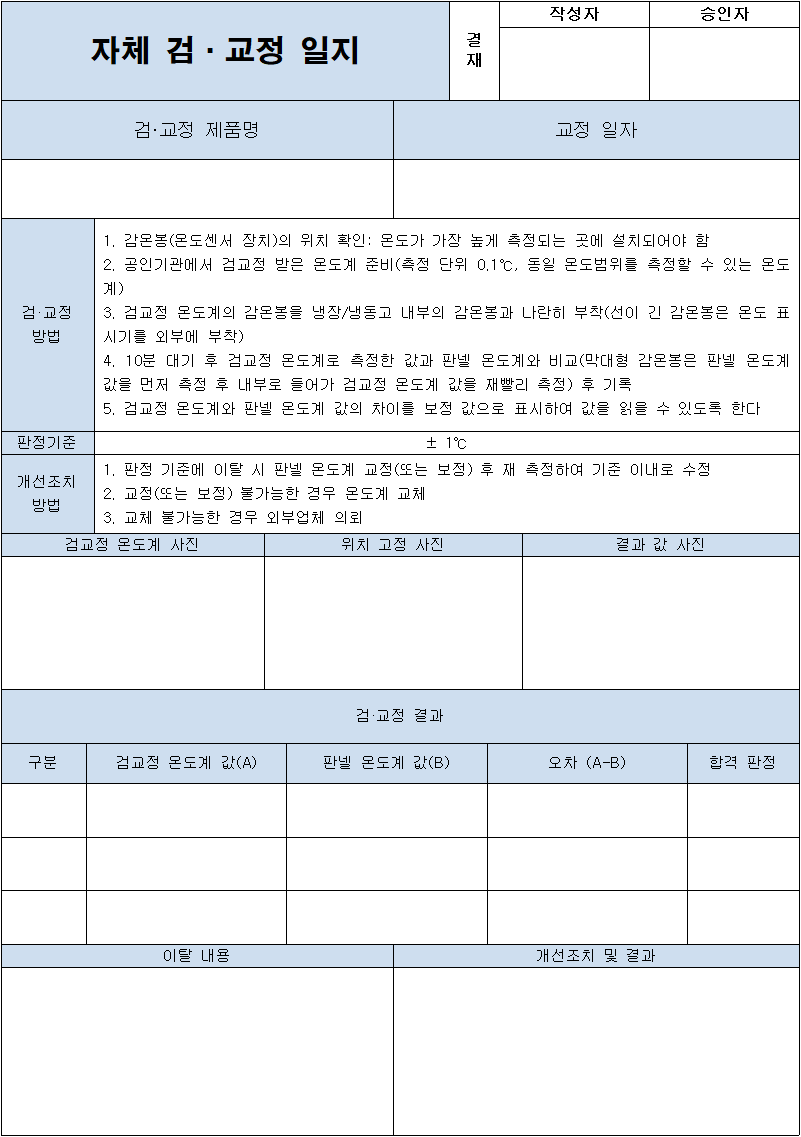 자체 검·교정 일지
결
재
작성자
승인자
검·교정 제품명
교정 일자
검·교정
방법
1. 감온봉(온도센서 장치)의 위치 확인: 온도가 가장 높게 측정되는 곳에 설치되어야 함
2. 공인기관에서 검교정 받은 온도계 준비(측정 단위 0.1℃, 동일 온도범위를 측정할 수 있는 온도
계)
3. 검교정 온도계의 감온봉을 냉장/냉동고 내부의 감온봉과 나란히 부착(선이 긴 감온봉은 온도 표
시기를 외부에 부착)
4. 10분 대기 후 검교정 온도계로 측정한 값과 판넬 온도계와 비교(막대형 감온봉은 판넬 온도계
값을 먼저 측정 후 내부로 들어가 검교정 온도계 값을 재빨리 측정) 후 기록
5. 검교정 온도계와 판넬 온도계 값의 차이를 보정 값으로 표시하여 값을 읽을 수 있도록 한다
판정기준
± 1℃
개선조치
방법
1. 판정 기준에 이탈 시 판넬 온도계 교정(또는 보정) 후 재 측정하여 기준 이내로 수정
2. 교정(또는 보정) 불가능한 경우 온도계 교체
3. 교체 불가능한 경우 외부업체 의뢰
검교정 온도계 사진
위치 고정 사진
결과 값 사진
검·교정 결과
구분
검교정 온도계 값(A)
판넬 온도계 값(B)
오차 (A-B)
합격 판정
이탈 내용
개선조치 및 결과